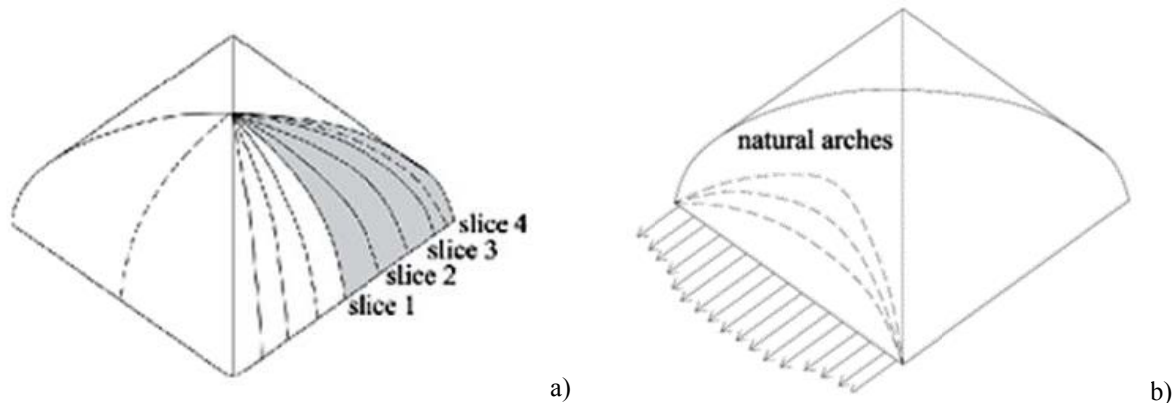 slice 4
slice 3
slice 2
slice 1
a)
natural arches
b)